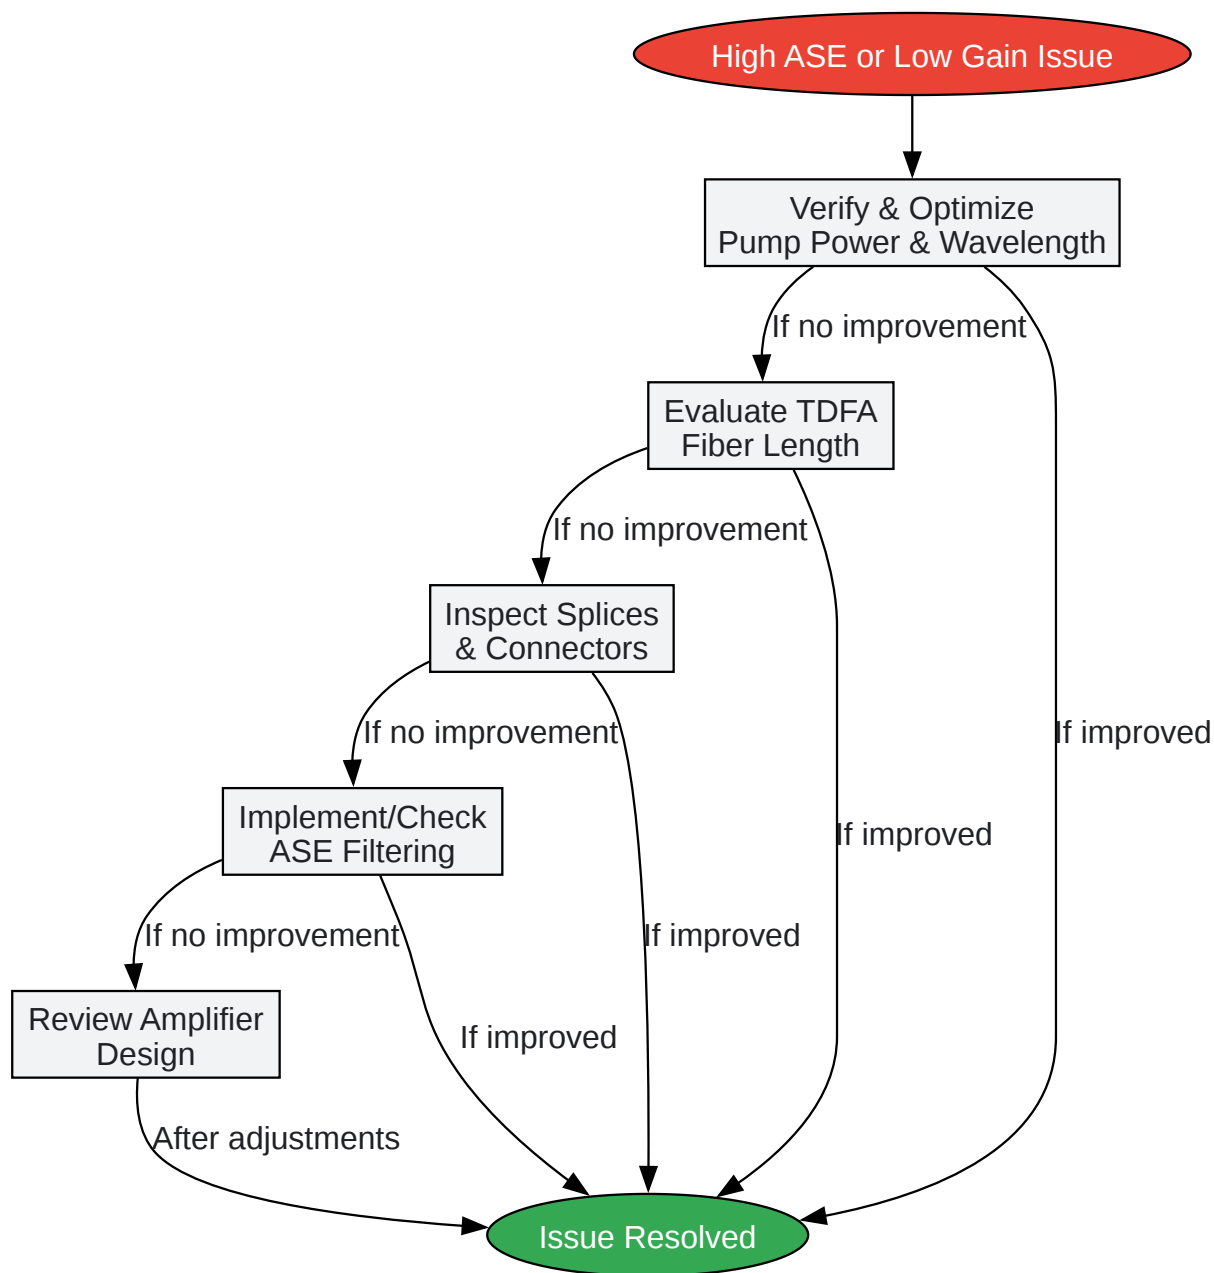 High ASE or Low Gain Issue
Verify & Optimize
Pump Power & Wavelength
If no improvement
Evaluate TDFA
Fiber Length
If no improvement
Inspect Splices
& Connectors
If no improvement
If improved
Implement/Check
ASE Filtering
If improved
If no improvement
If improved
Review Amplifier
Design
If improved
After adjustments
Issue Resolved